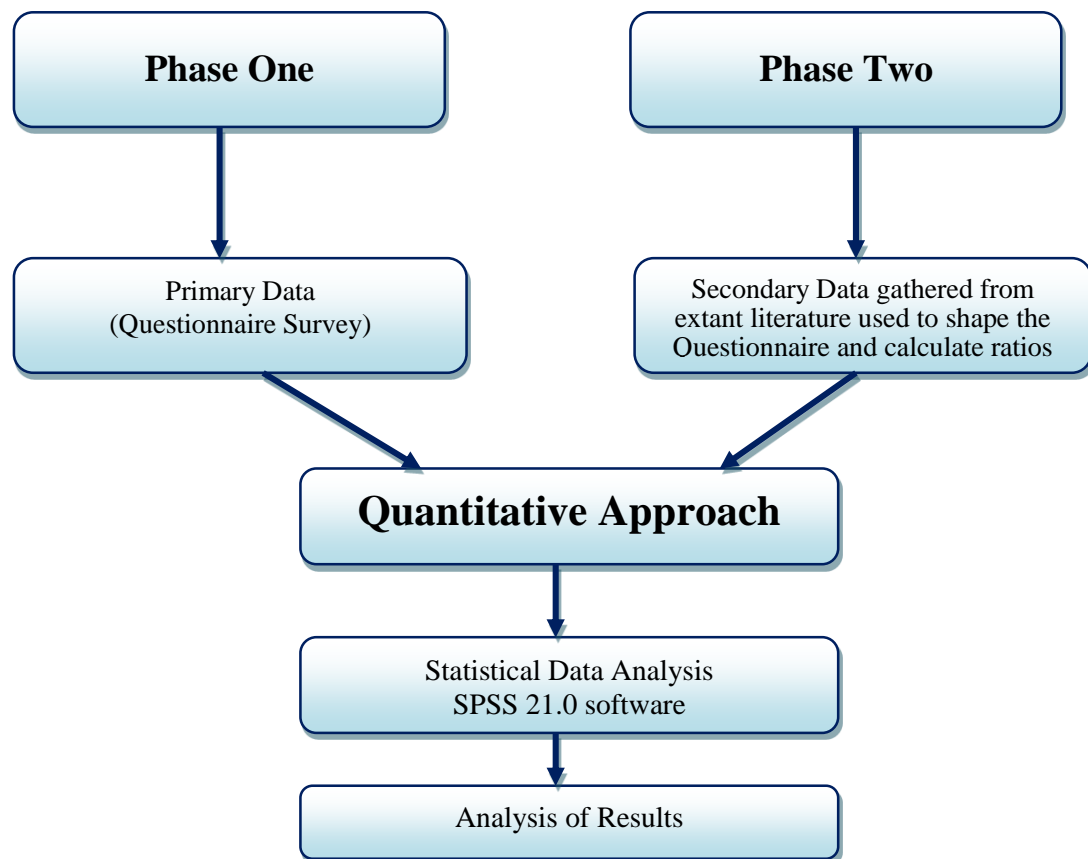 Phase One
Phase Two
Primary Data
(Questionnaire Survey)
Secondary Data gathered from
extant literature used to shape the
Ouestionnaire and calculate ratios
Quantitative Approach
Statistical Data Analysis
SPSS 21.0 software
Analysis of Results